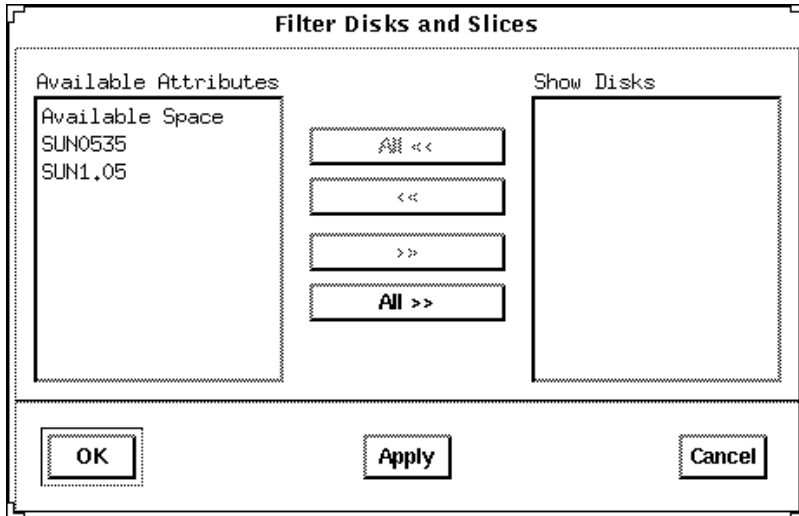 Filter Disks and Slices
Available Attributes
Available Space
SUN0535
SUN1.05
All <<
<<
>>
All >>
Show Disks
OK
Apply
Cancel